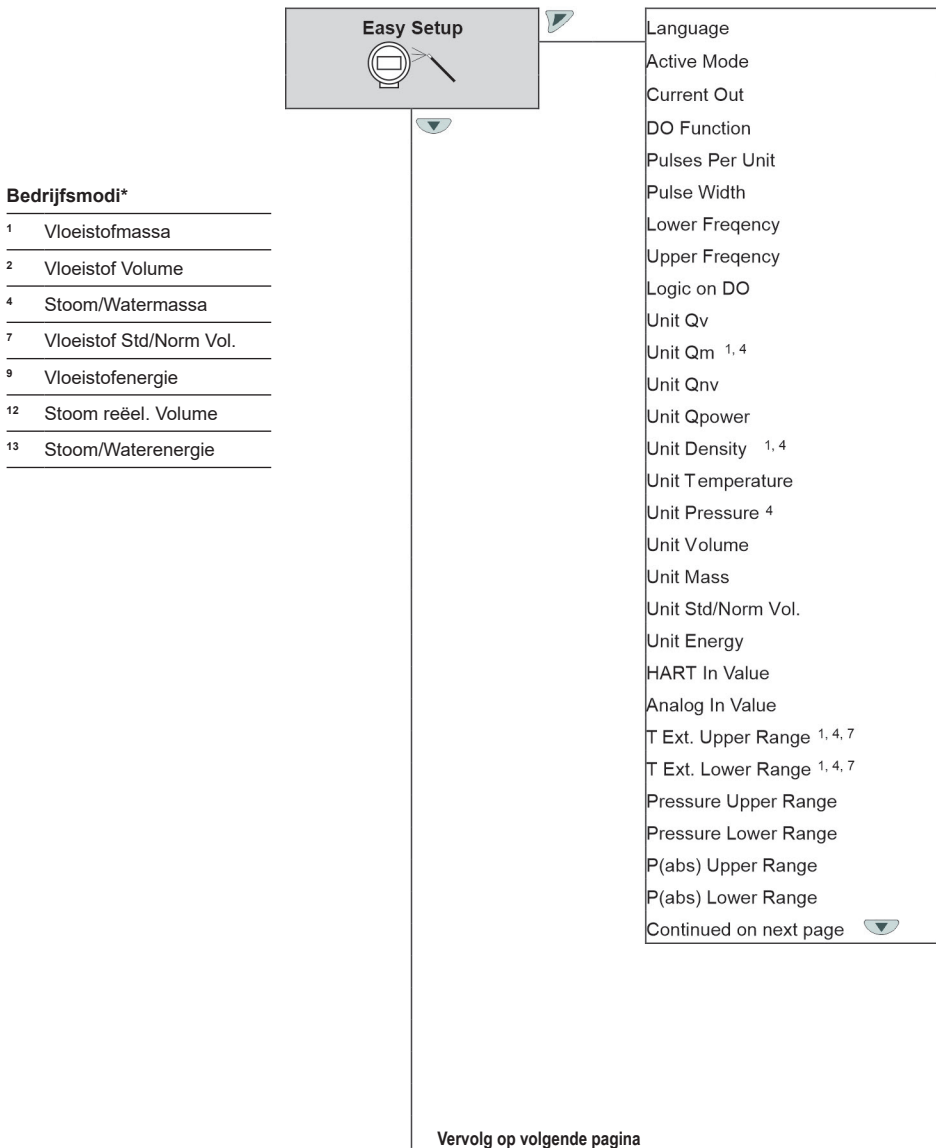 Easy Setup
Language
Active Mode
Current Out
DO Function
Pulses Per Unit
Pulse Width
Lower Freqency
Upper Freqency
Logic on DO
Unit Qv
Unit Qm 1, 4
Unit Qnv
Unit Qpower
Unit Density 1, 4
Unit Temperature
Unit Pressure 4
Unit Volume
Unit Mass
Unit Std/Norm Vol.
Unit Energy
HART In Value
Analog In Value
T Ext. Upper Range 1, 4, 7
T Ext. Lower Range 1, 4, 7
Pressure Upper Range
Pressure Lower Range
P(abs) Upper Range
P(abs) Lower Range
Continued on next page
Bedrijfsmodi*
1 Vloeistofmassa
2 Vloeistof Volume
4 Stoom/Watermassa
7 Vloeistof Std/Norm Vol.
9 Vloeistofenergie
12 Stoom reëel. Volume
13 Stoom/Waterenergie
Vervolg op volgende pagina